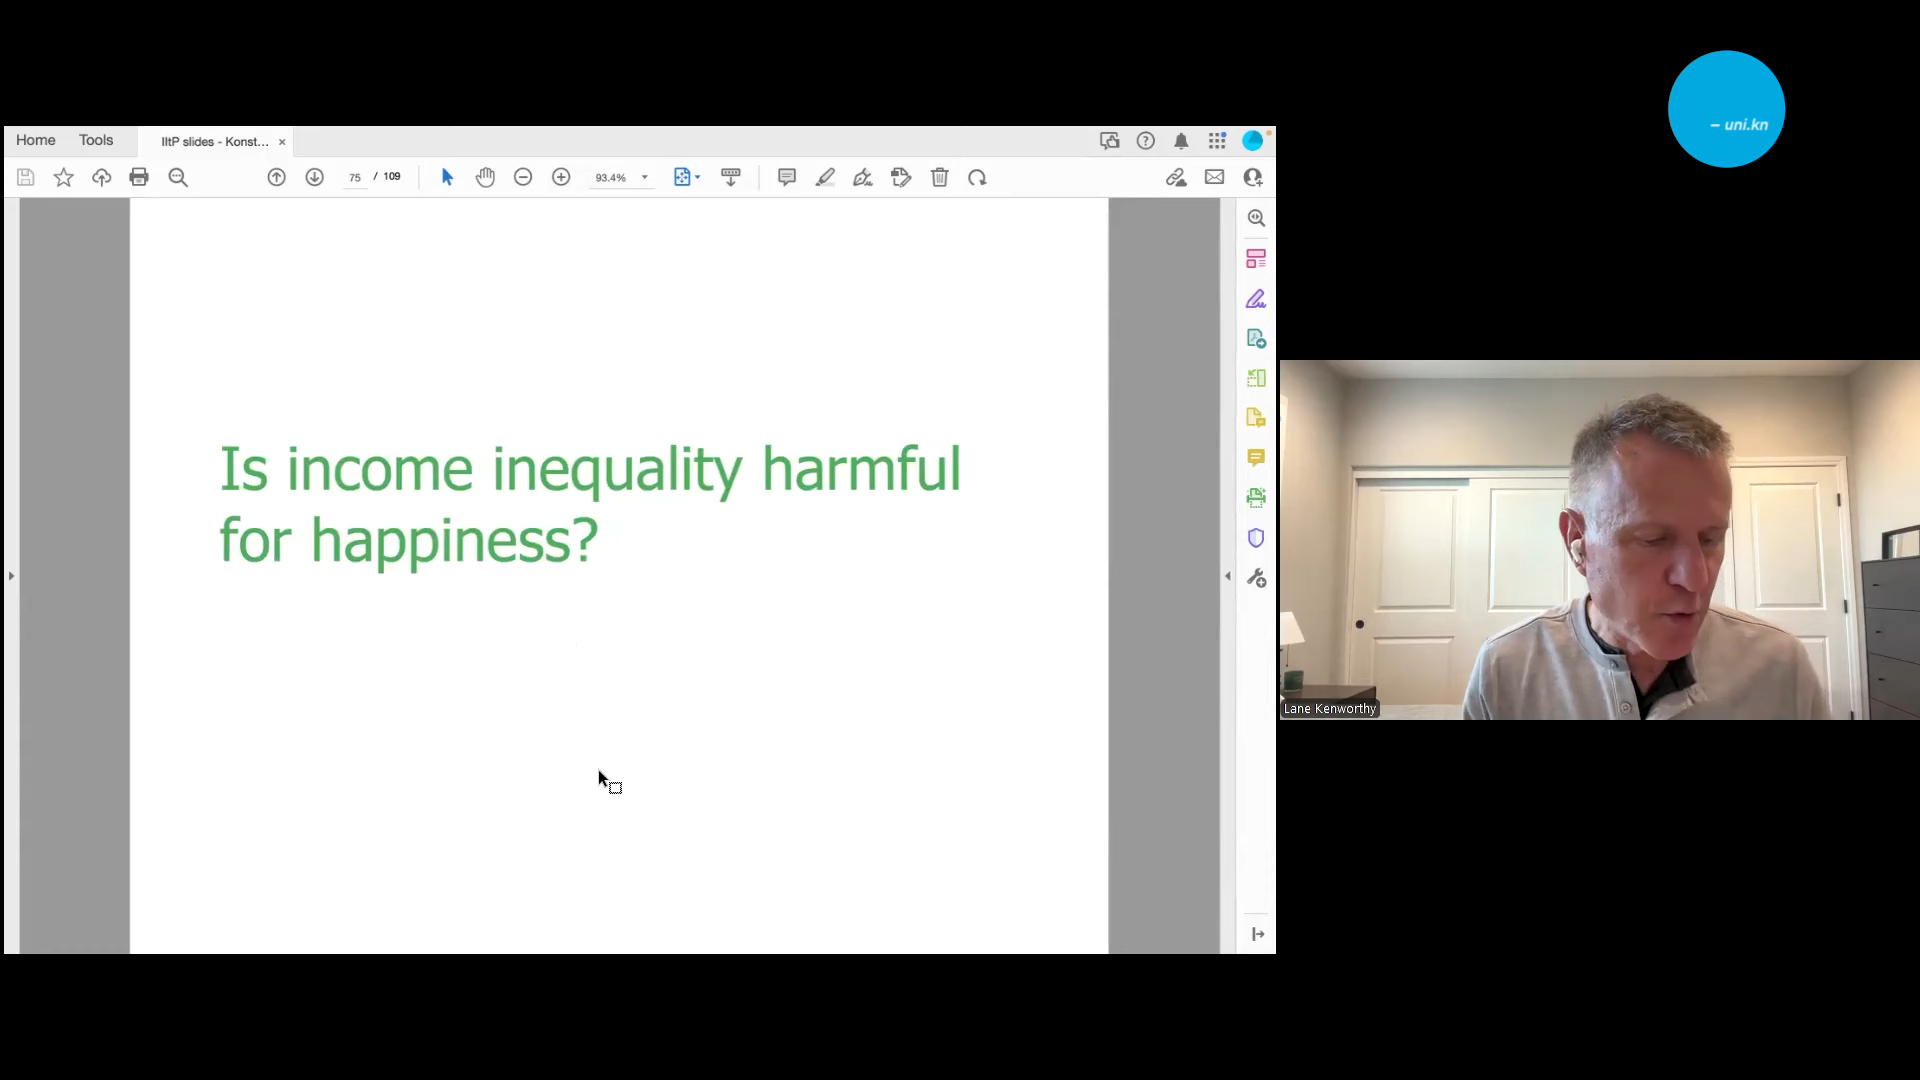 – uni.kn
Home Tools IItP slides - Konst... ×
75 / 109 93.4%
Is income inequality harmful
for happiness?
Lane Kenworthy